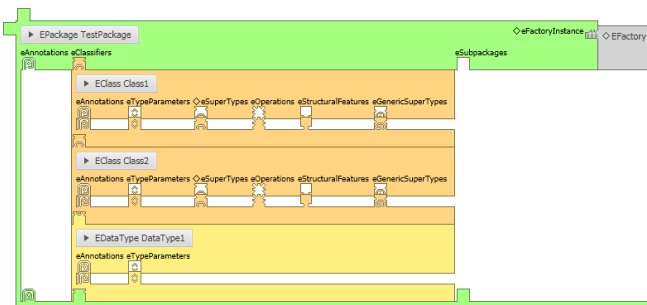 EPackage TestPackage
eFactoryInstance
EFactory
eAnnotations eClassifiers
eSubpackages
EClass Class1
eAnnotations eTypeParameters eSuperTypes eOperations eStructuralFeatures eGenericSuperTypes
EClass Class2
eAnnotations eTypeParameters eSuperTypes eOperations eStructuralFeatures eGenericSuperTypes
EDataType DataType1
eAnnotations eTypeParameters